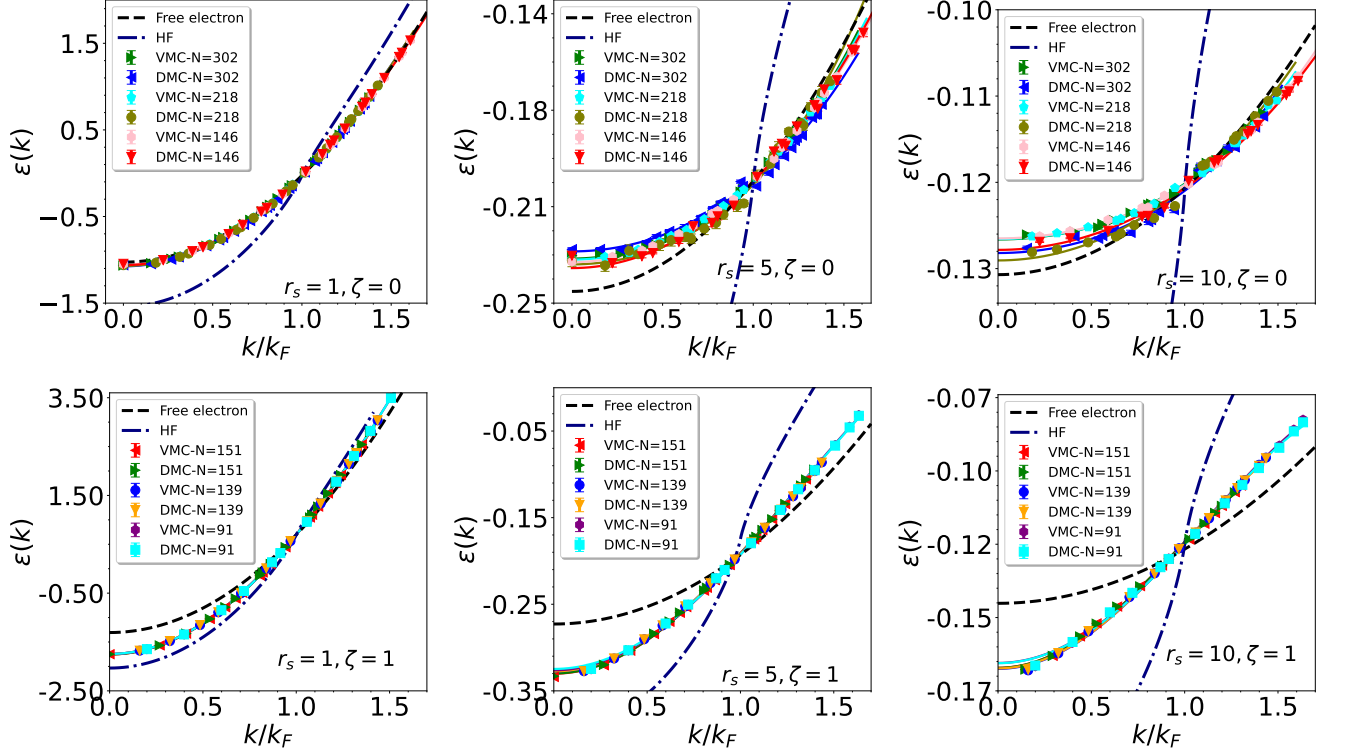 1.5
0.5
−0.5
−1.5
ε(k)
Free electron
HF
VMC-N=302
DMC-N=302
VMC-N=218
DMC-N=218
VMC-N=146
DMC-N=146
r_s = 1, ζ = 0
0.0 0.5 1.0 1.5
k/k_F
-0.14
-0.18
-0.21
-0.25
ε(k)
Free electron
HF
VMC-N=302
DMC-N=302
VMC-N=218
DMC-N=218
VMC-N=146
DMC-N=146
r_s = 5, ζ = 0
0.0 0.5 1.0 1.5
k/k_F
-0.10
-0.11
-0.12
-0.13
ε(k)
Free electron
HF
VMC-N=302
DMC-N=302
VMC-N=218
DMC-N=218
VMC-N=146
DMC-N=146
r_s = 10, ζ = 0
0.0 0.5 1.0 1.5
k/k_F
3.50
1.50
-0.50
-2.50
ε(k)
Free electron
HF
VMC-N=151
DMC-N=151
VMC-N=139
DMC-N=139
VMC-N=91
DMC-N=91
r_s = 1, ζ = 1
0.0 0.5 1.0 1.5
k/k_F
-0.05
-0.15
-0.25
-0.35
ε(k)
Free electron
HF
VMC-N=151
DMC-N=151
VMC-N=139
DMC-N=139
VMC-N=91
DMC-N=91
r_s = 5, ζ = 1
0.0 0.5 1.0 1.5
k/k_F
-0.07
-0.10
-0.12
-0.15
-0.17
ε(k)
Free electron
HF
VMC-N=151
DMC-N=151
VMC-N=139
DMC-N=139
VMC-N=91
DMC-N=91
r_s = 10, ζ = 1
0.0 0.5 1.0 1.5
k/k_F